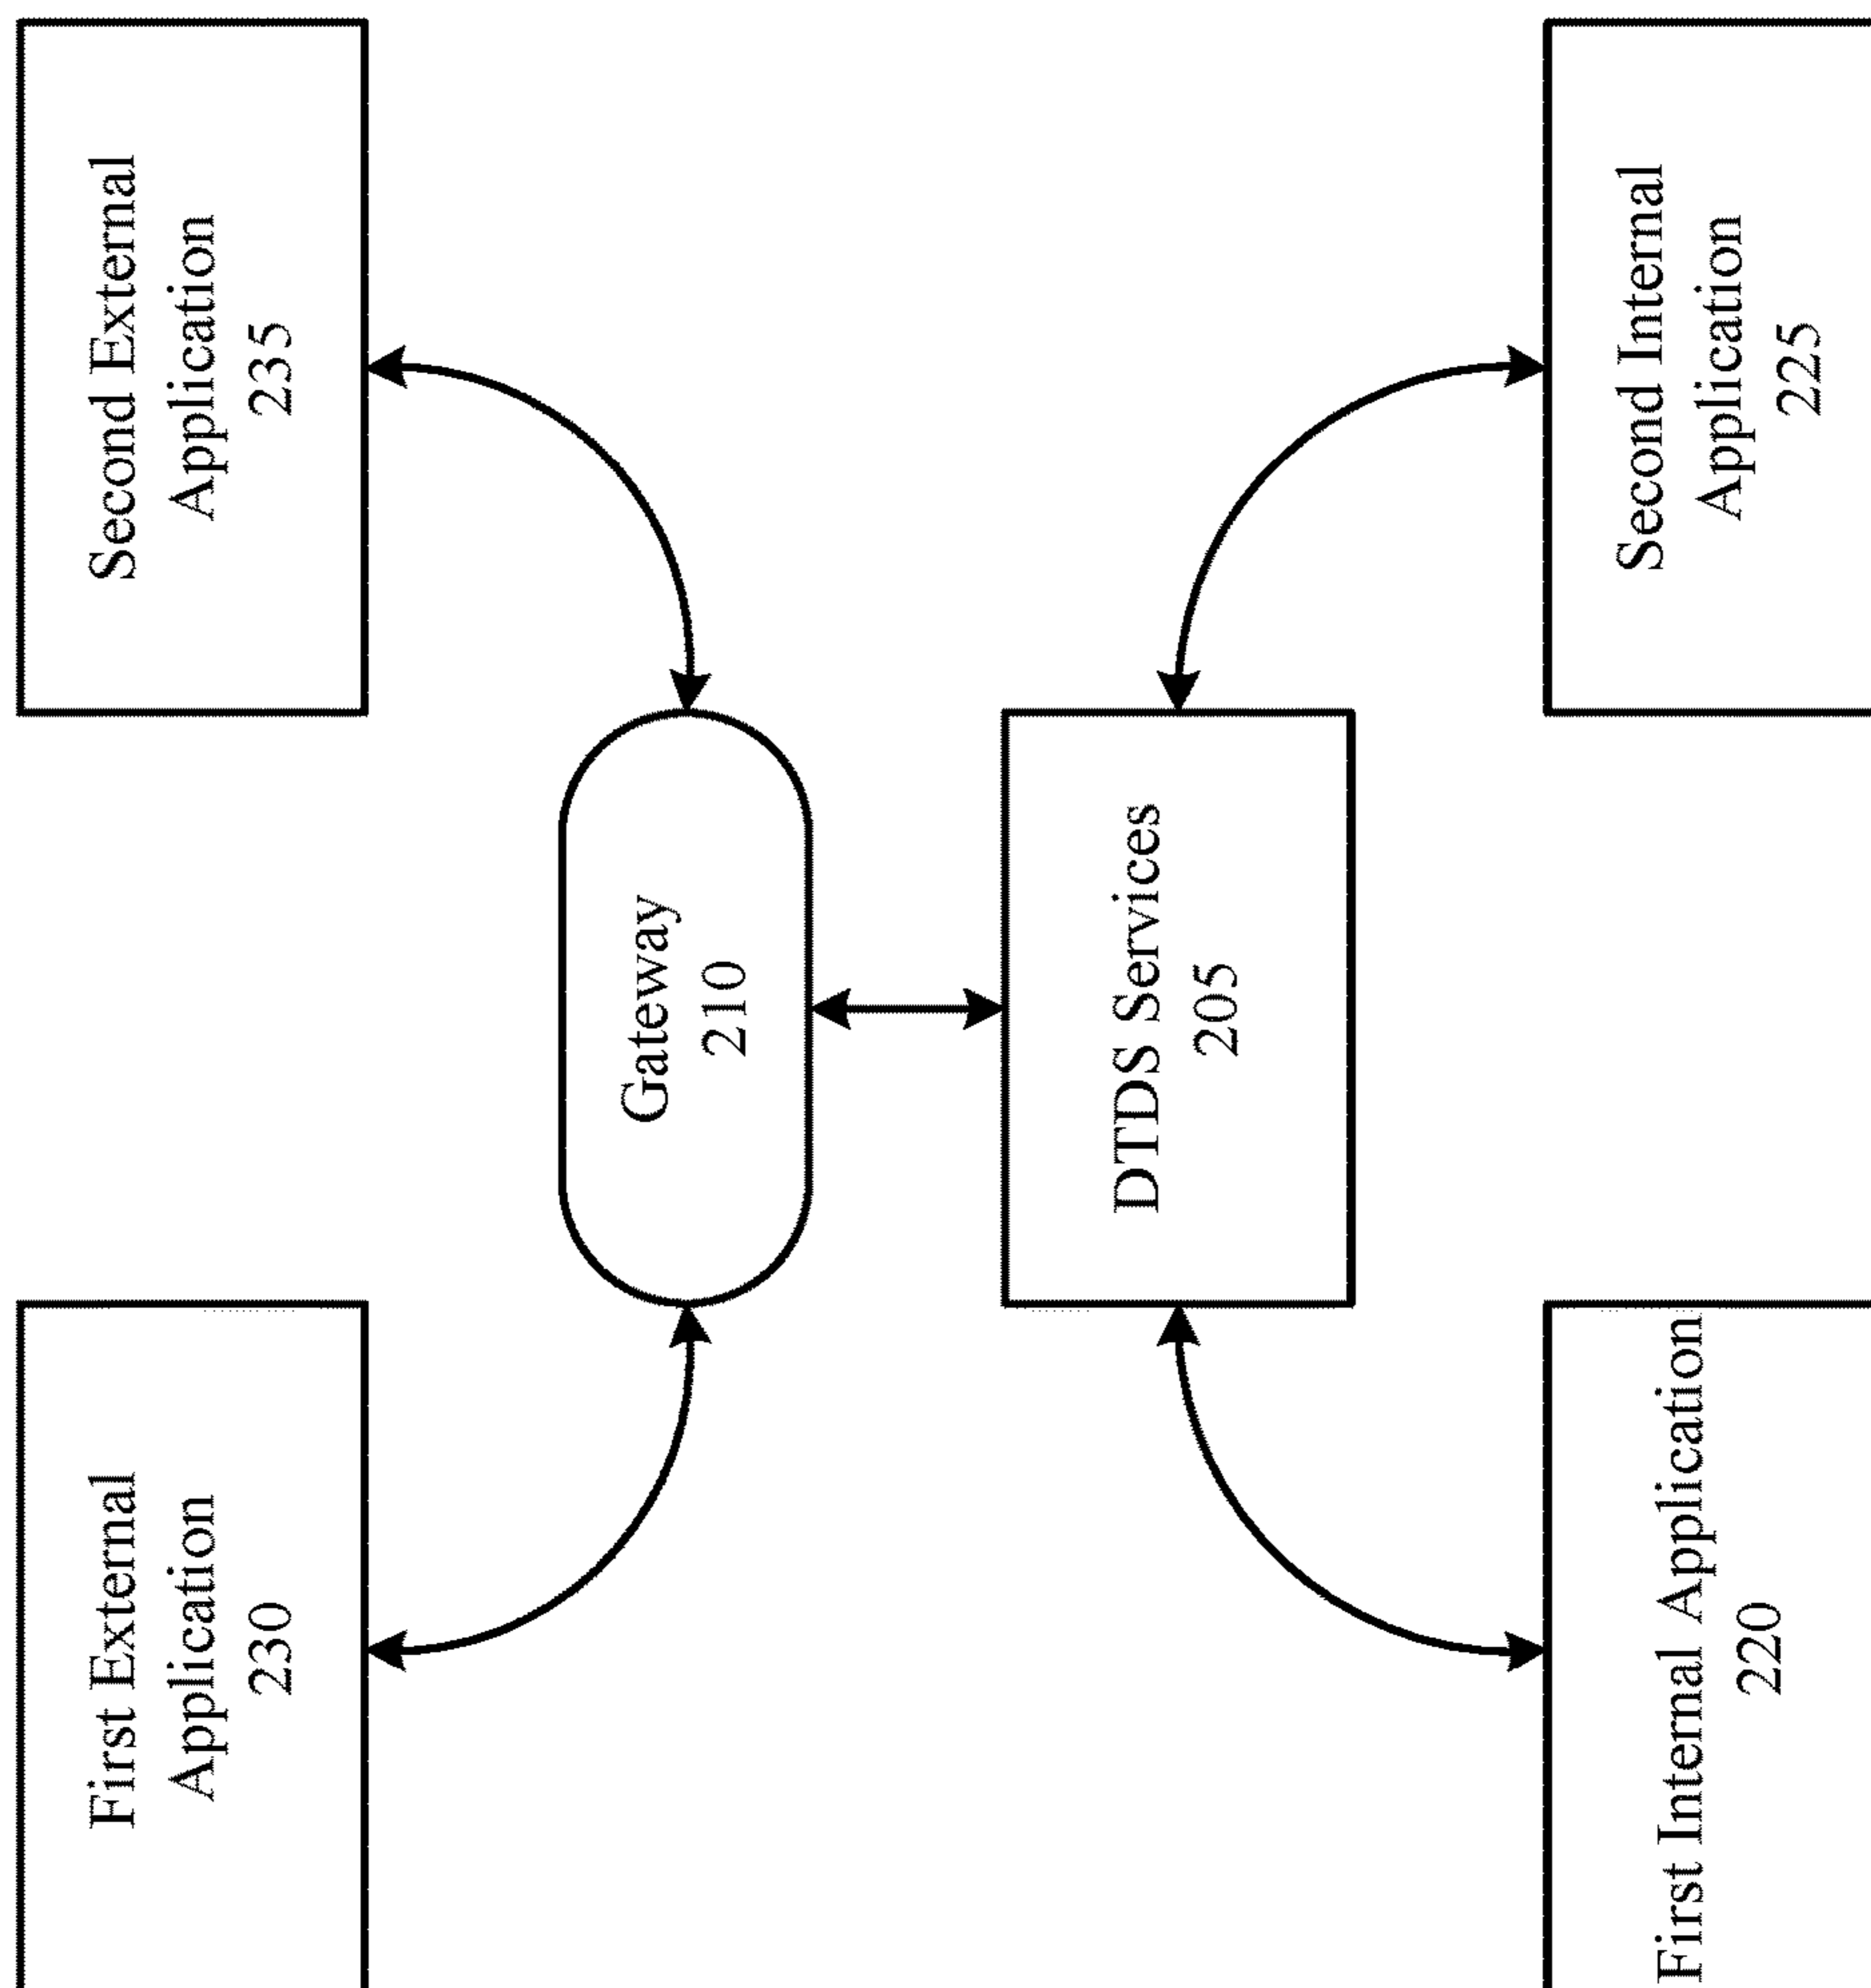 First External
Application
230
Second External
Application
235
Gateway
210
DTDS Services
205
First Internal Application
220
Second Internal
Application
225